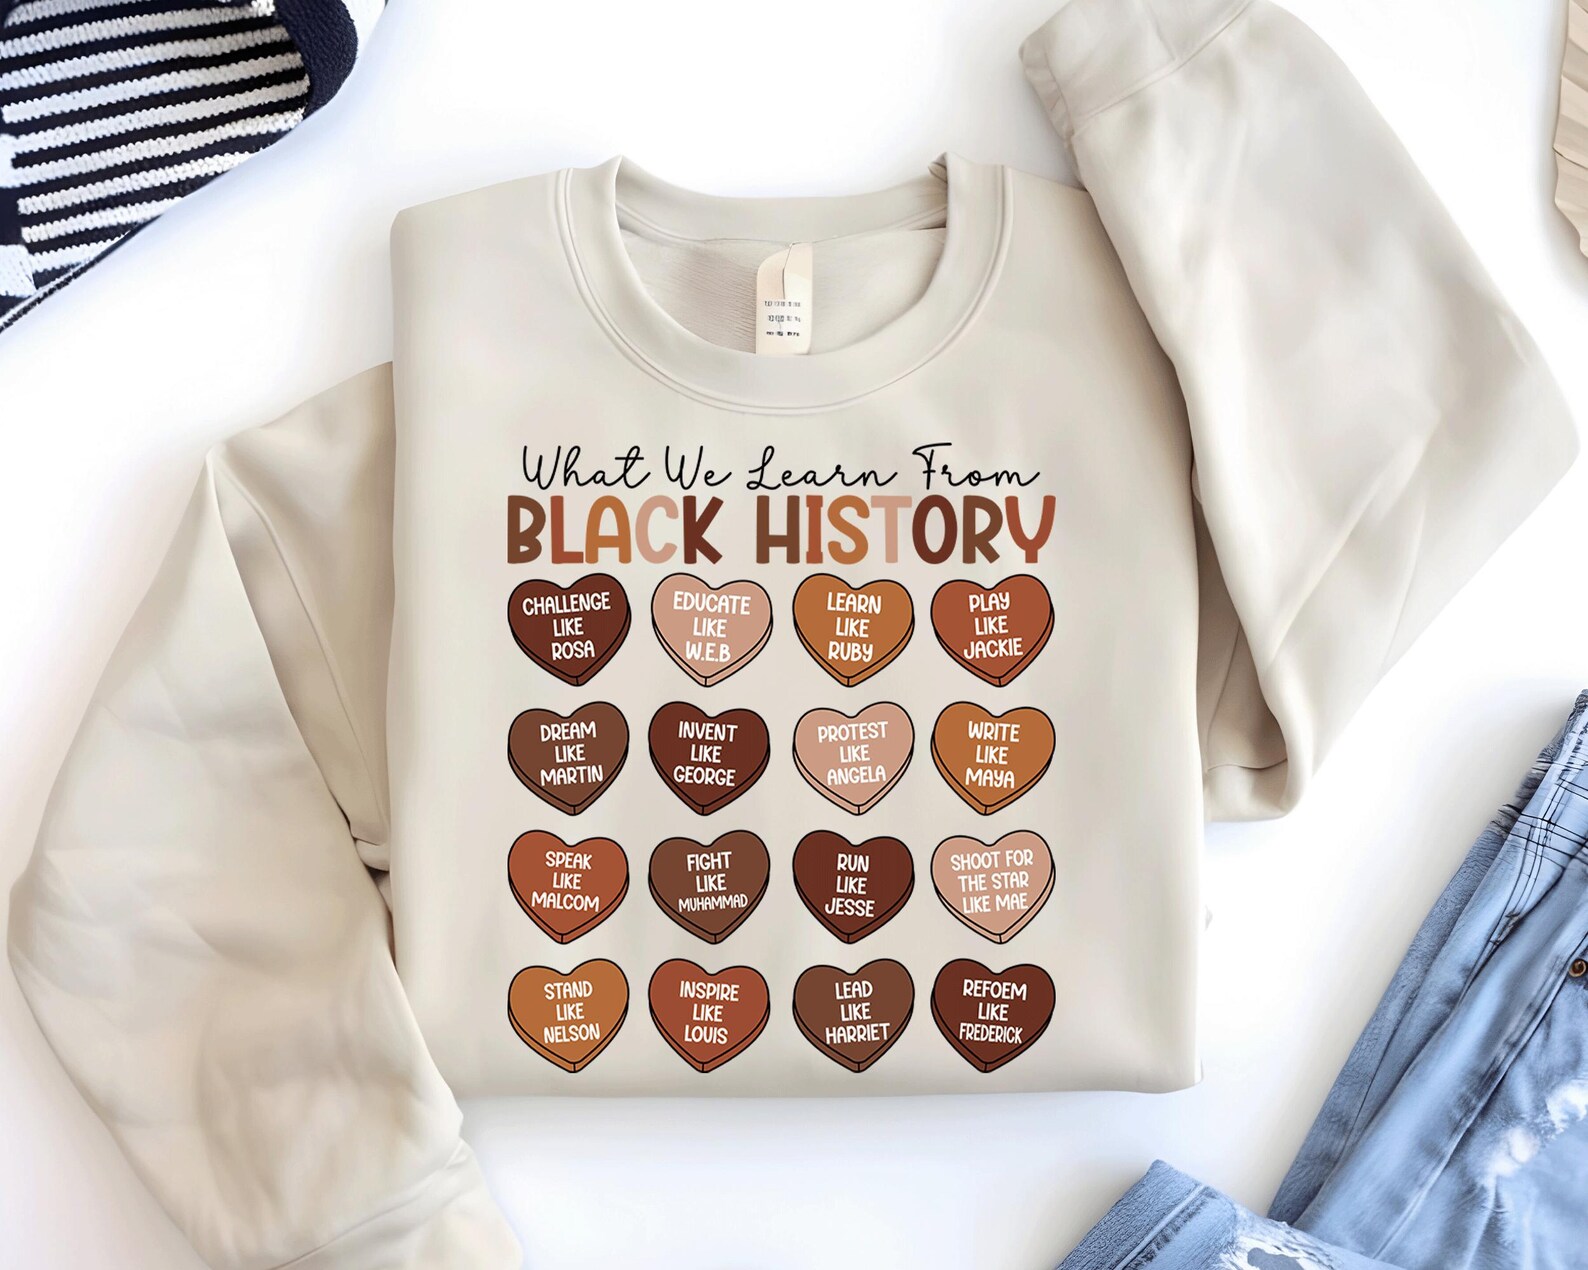 What We Learn From
BLACK HISTORY
CHALLENGE
LIKE
ROSA
EDUCATE
LIKE
W.E.B
LEARN
LIKE
RUBY
PLAY
LIKE
JACKIE
DREAM
LIKE
MARTIN
INVENT
LIKE
GEORGE
PROTEST
LIKE
ANGELA
WRITE
LIKE
MAYA
SPEAK
LIKE
MALCOM
FIGHT
LIKE
MUHAMMAD
RUN
LIKE
JESSE
SHOOT FOR
THE STAR
LIKE MAE
STAND
LIKE
NELSON
INSPIRE
LIKE
LOUIS
LEAD
LIKE
HARRIET
REFOEM
LIKE
FREDERICK